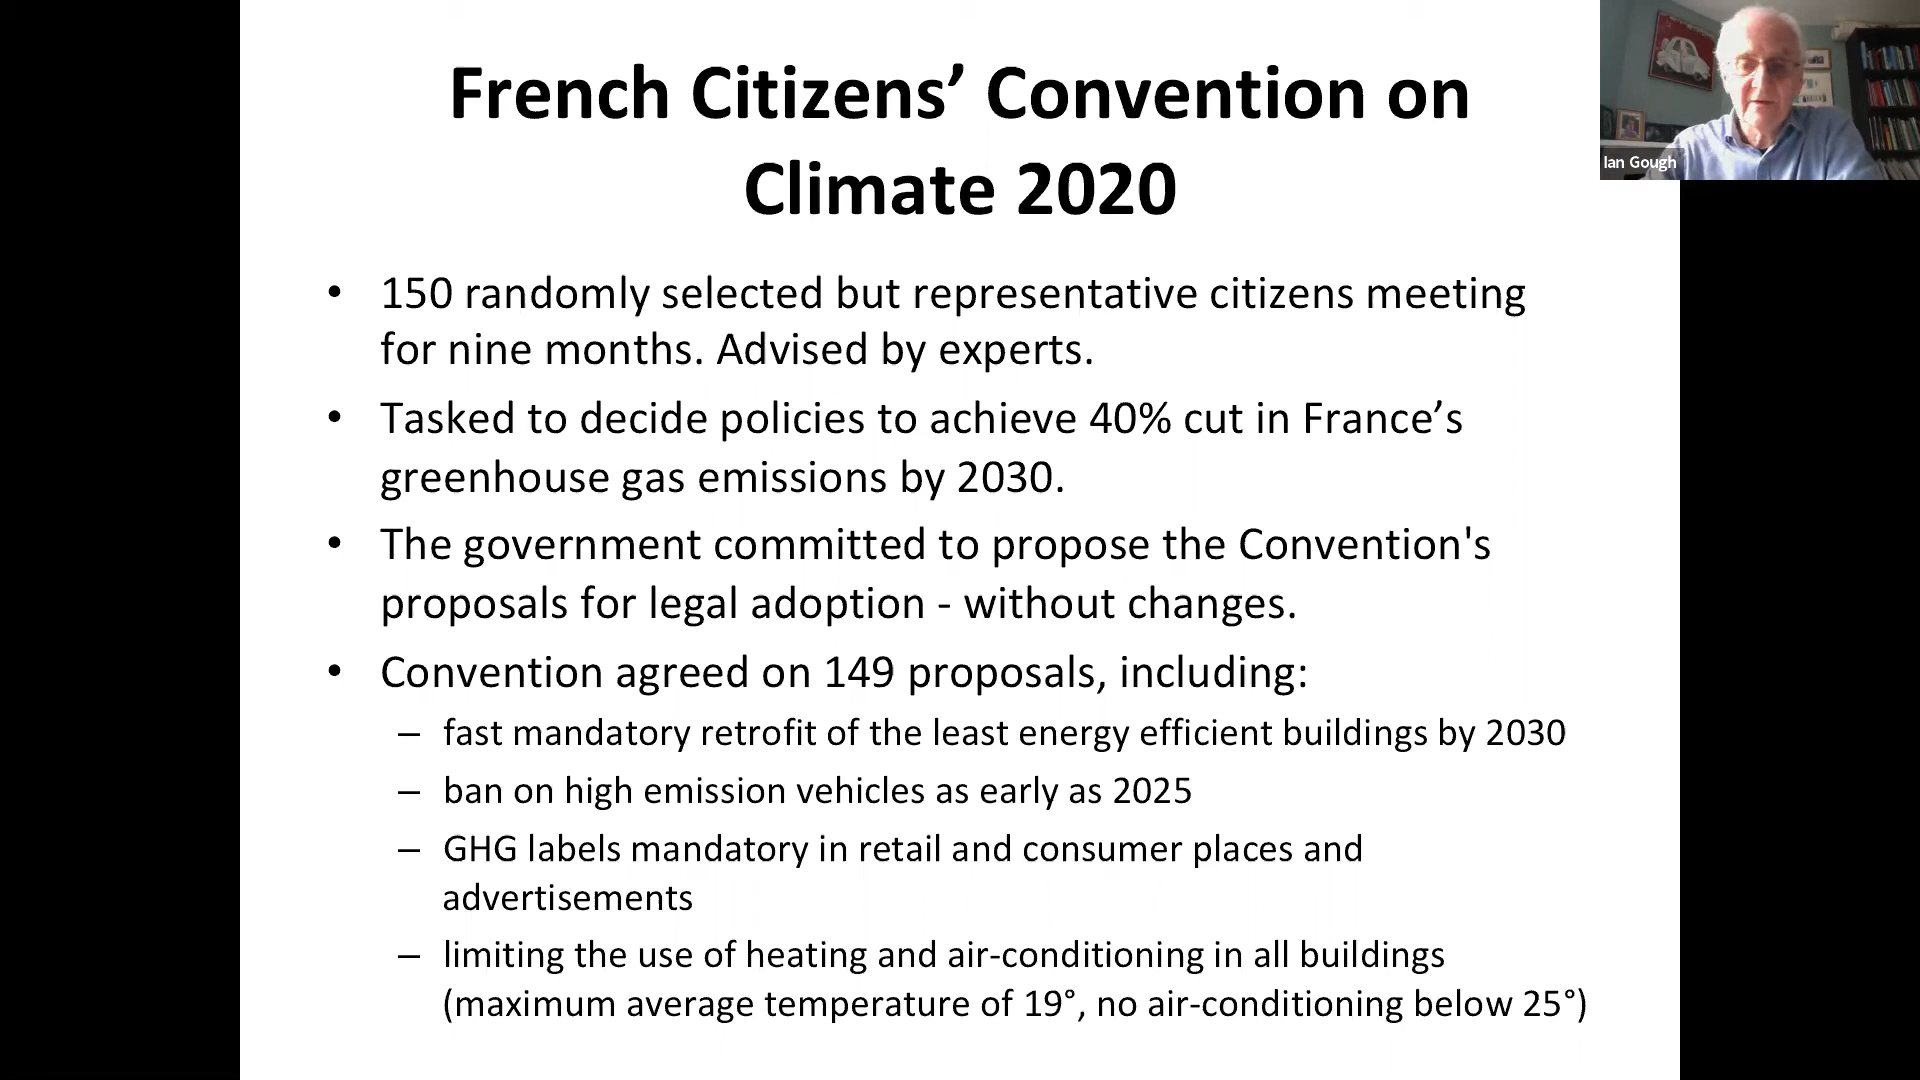 French Citizens’ Convention on
Climate 2020
Ian Gough
• 150 randomly selected but representative citizens meeting
for nine months. Advised by experts.
• Tasked to decide policies to achieve 40% cut in France’s
greenhouse gas emissions by 2030.
• The government committed to propose the Convention's
proposals for legal adoption - without changes.
• Convention agreed on 149 proposals, including:
– fast mandatory retrofit of the least energy efficient buildings by 2030
– ban on high emission vehicles as early as 2025
– GHG labels mandatory in retail and consumer places and
advertisements
– limiting the use of heating and air-conditioning in all buildings
(maximum average temperature of 19°, no air-conditioning below 25°)